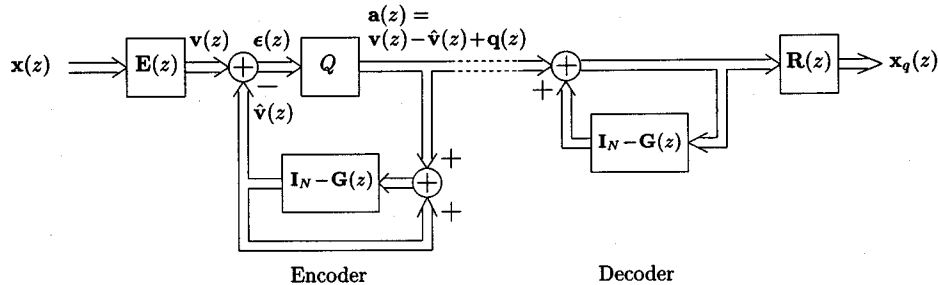 a(z) =
v(z) ϵ(z) v(z)−v̂(z)+q(z)
x(z) E(z) + Q + R(z) x_q(z)
− +
v̂(z)
I_N−G(z)
+
I_N−G(z) +
+
Encoder Decoder